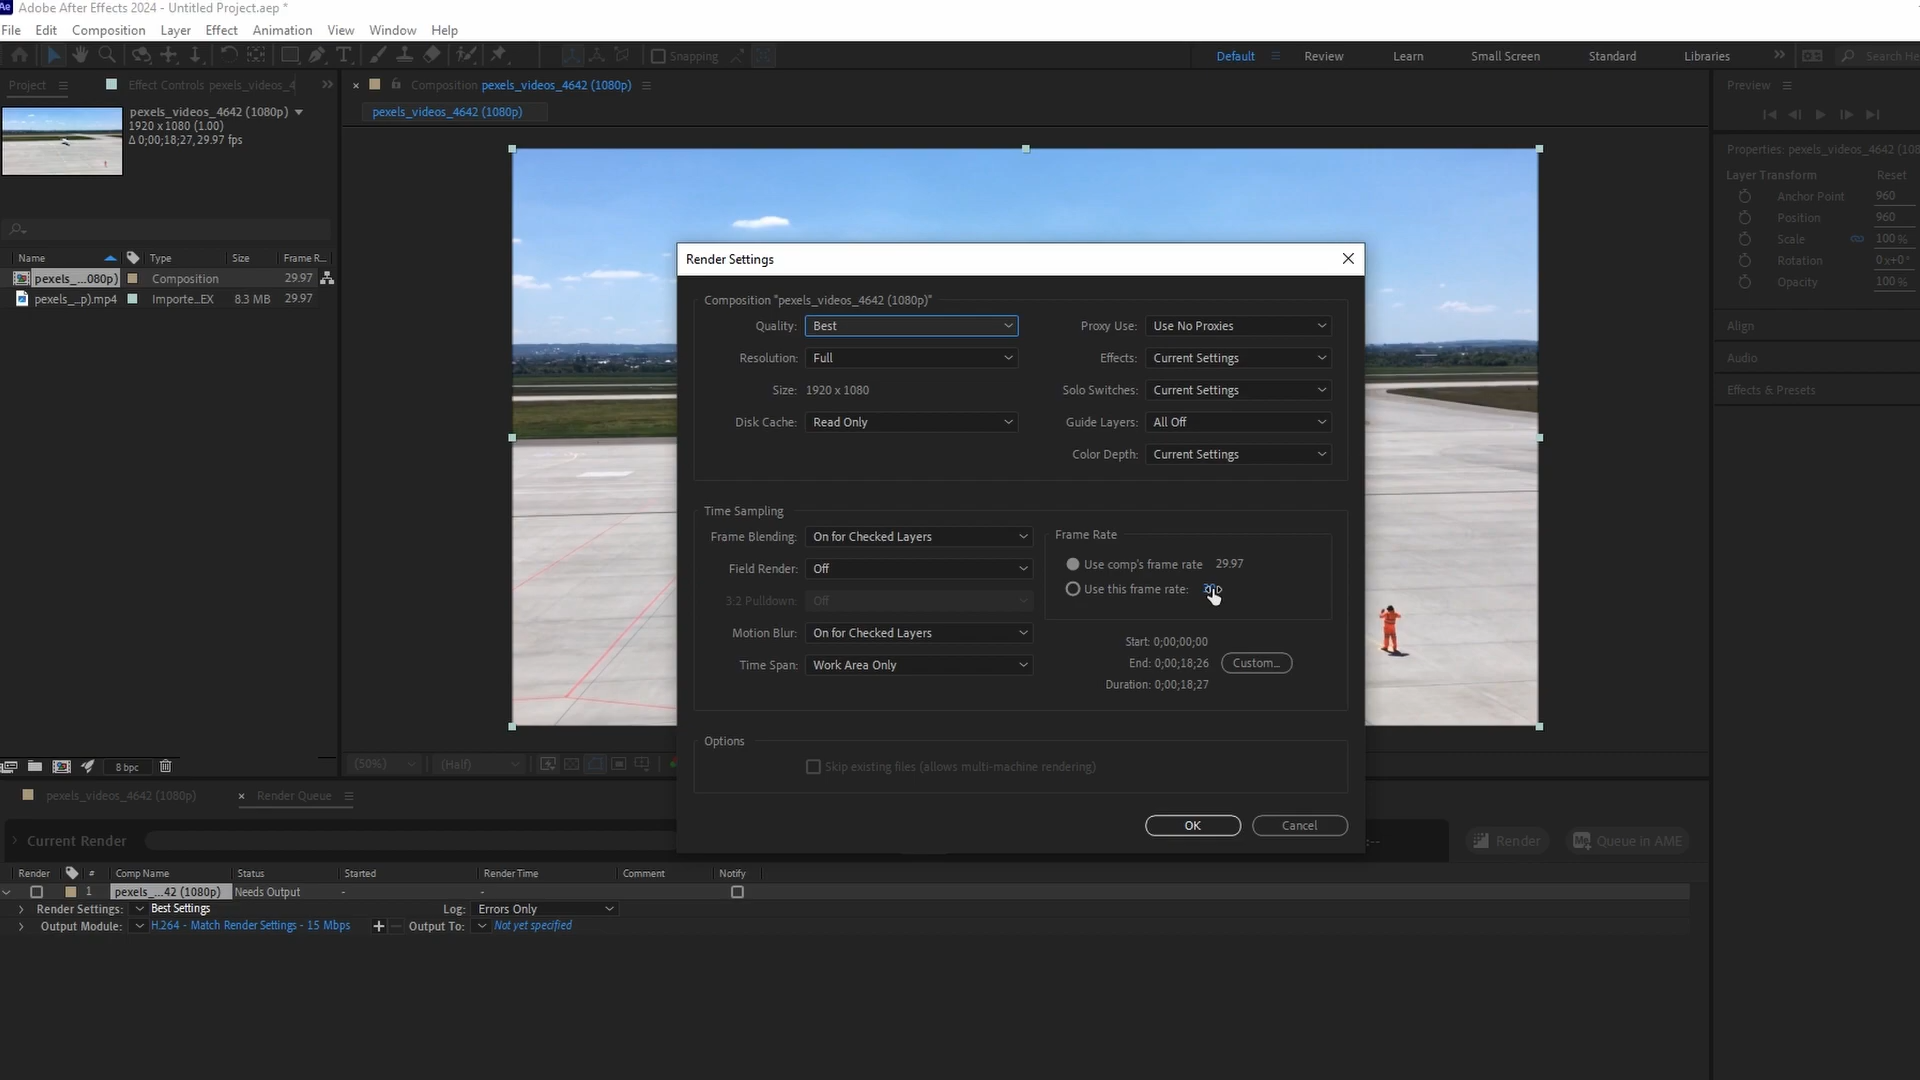 Ae Adobe After Effects 2024 - Untitled Project.aep *
File Edit Composition Layer Effect Animation View Window Help
Snapping Default Review Learn Small Screen Standard Libraries Search He
Project Effect Controls pexels_videos_4
Composition pexels_videos_4642 (1080p)
Preview
pexels_videos_4642 (1080p)
1920 x 1080 (1.00)
Δ 0;00;18;27, 29.97 fps
pexels_videos_4642 (1080p)
Properties: pexels_videos_4642 (108
Layer Transform Reset
Anchor Point 960
Position 960
Scale 100 %
Rotation 0x+0°
Opacity 100 %
Align
Audio
Effects & Presets
Name Type Size Frame R...
pexels_...080p) Composition 29.97
pexels_...p).mp4 Importe...EX 8.3 MB 29.97
8 bpc
(50%) (Half)
Render Settings
Composition "pexels_videos_4642 (1080p)"
Quality: Best
Resolution: Full
Size: 1920 x 1080
Disk Cache: Read Only
Proxy Use: Use No Proxies
Effects: Current Settings
Solo Switches: Current Settings
Guide Layers: All Off
Color Depth: Current Settings
Time Sampling
Frame Blending: On for Checked Layers
Field Render: Off
3:2 Pulldown: Off
Motion Blur: On for Checked Layers
Time Span: Work Area Only
Frame Rate
Use comp's frame rate 29.97
Use this frame rate:
Start: 0;00;00;00
End: 0;00;18;26 Custom...
Duration: 0;00;18;27
Options
Skip existing files (allows multi-machine rendering)
OK Cancel
pexels_videos_4642 (1080p) Render Queue
Current Render
Render Me Queue in AME
Render # Comp Name Status Started Render Time Comment Notify
1 pexels_...42 (1080p) Needs Output - -
Render Settings: Best Settings Log: Errors Only
Output Module: H.264 - Match Render Settings - 15 Mbps Output To: Not yet specified